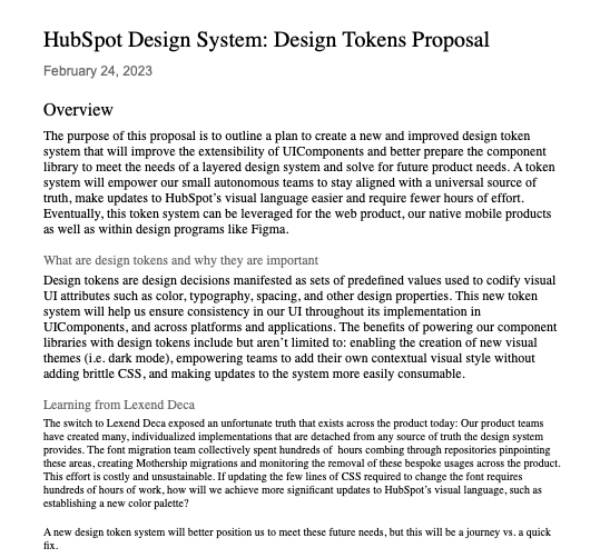 HubSpot Design System: Design Tokens Proposal
February 24, 2023
Overview
The purpose of this proposal is to outline a plan to create a new and improved design token
system that will improve the extensibility of UIComponents and better prepare the component
library to meet the needs of a layered design system and solve for future product needs. A token
system will empower our small autonomous teams to stay aligned with a universal source of
truth, make updates to HubSpot's visual language easier and require fewer hours of effort.
Eventually, this token system can be leveraged for the web product, our native mobile products
as well as within design programs like Figma.
What are design tokens and why they are important
Design tokens are design decisions manifested as sets of predefined values used to codify visual
UI attributes such as color, typography, spacing, and other design properties. This new token
system will help us ensure consistency in our UI throughout its implementation in
UIComponents, and across platforms and applications. The benefits of powering our component
libraries with design tokens include but aren't limited to: enabling the creation of new visual
themes (i.e. dark mode), empowering teams to add their own contextual visual style without
adding brittle CSS, and making updates to the system more easily consumable.
Learning from Lexend Deca
The switch to Lexend Deca exposed an unfortunate truth that exists across the product today: Our product teams
have created many, individualized implementations that are detached from any source of truth the design system
provides. The font migration team collectively spent hundreds of hours combing through repositories pinpointing
these areas, creating Mothership migrations and monitoring the removal of these bespoke usages across the product.
This effort is costly and unsustainable. If updating the few lines of CSS required to change the font requires
hundreds of hours of work, how will we achieve more significant updates to HubSpot's visual language, such as
establishing a new color palette?
A new design token system will better position us to meet these future needs, but this will be a journey vs. a quick
fix.